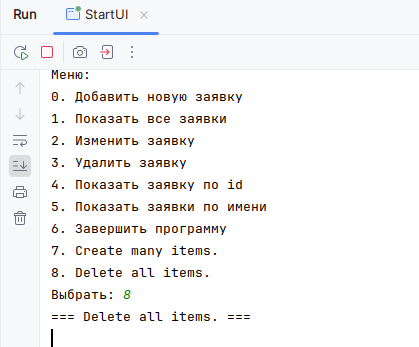 Run StartUI
Меню:
0. Добавить новую заявку
1. Показать все заявки
2. Изменить заявку
3. Удалить заявку
4. Показать заявку по id
5. Показать заявки по имени
6. Завершить программу
7. Create many items.
8. Delete all items.
Выбрать: 8
=== Delete all items. ===